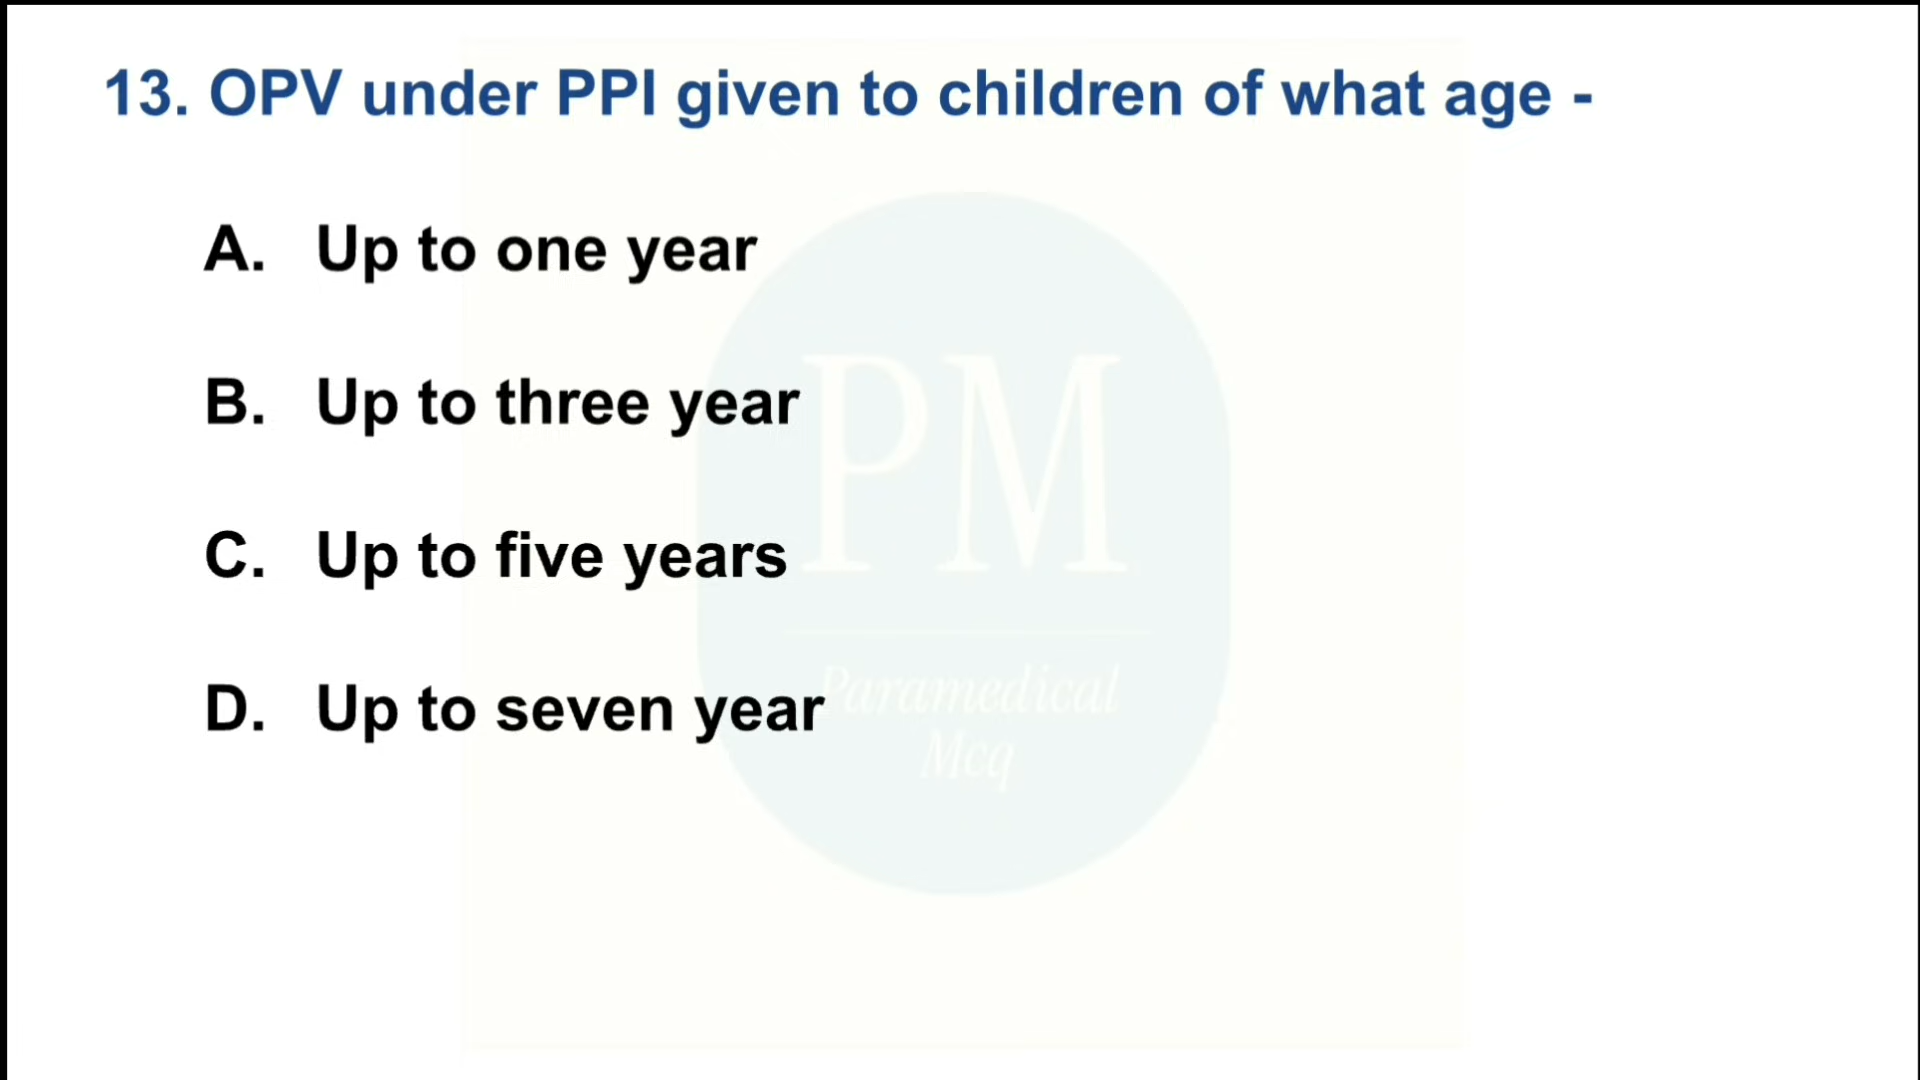 13. OPV under PPI given to children of what age -
A. Up to one year
B. Up to three year
C. Up to five years
D. Up to seven year
PM
Paramedical
Mcq